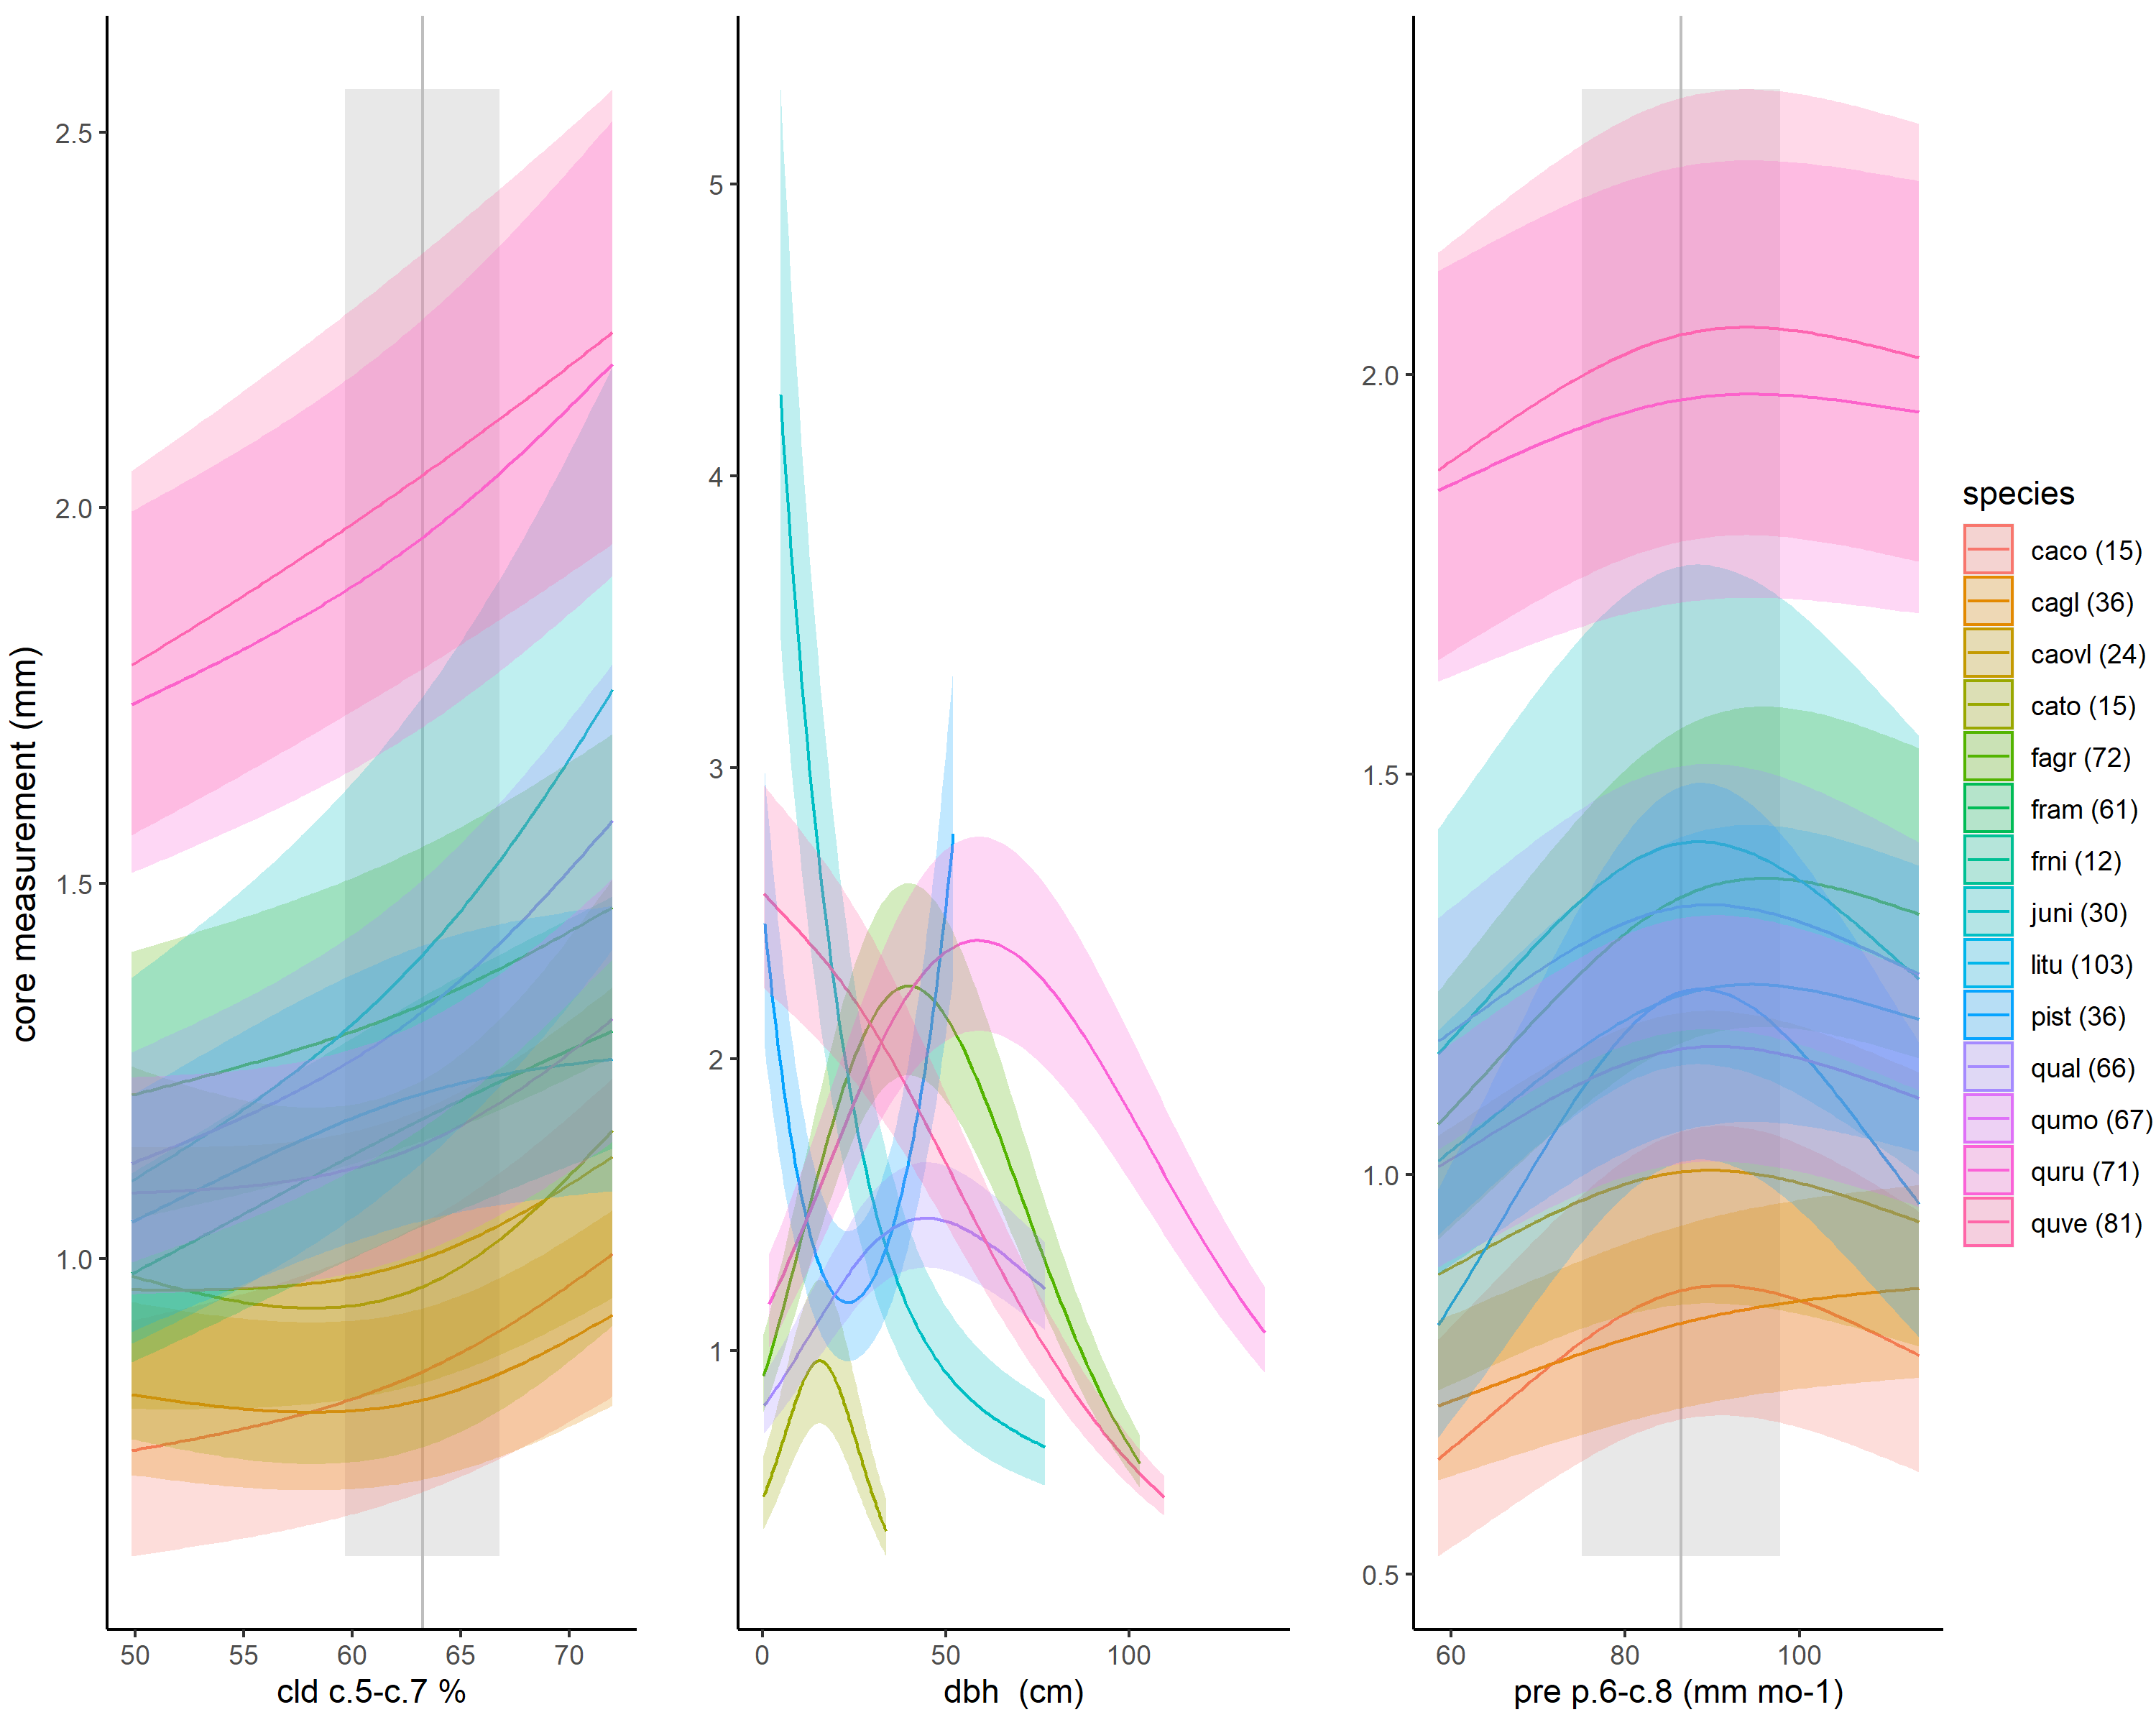 core measurement (mm)
2.5
2.0
1.5
1.0
50 55 60 65 70
cld c.5-c.7 %
5
4
3
2
1
0 50 100
dbh  (cm)
2.0
1.5
1.0
0.5
60 80 100
pre p.6-c.8 (mm mo-1)
species
caco (15)
cagl (36)
caovl (24)
cato (15)
fagr (72)
fram (61)
frni (12)
juni (30)
litu (103)
pist (36)
qual (66)
qumo (67)
quru (71)
quve (81)